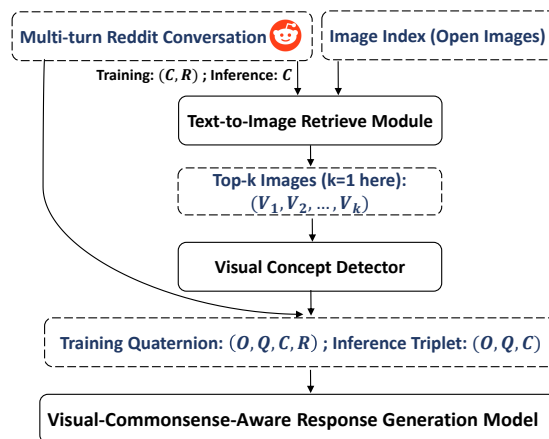 Multi-turn Reddit Conversation
Image Index (Open Images)
Training: (C, R) ; Inference: C
Text-to-Image Retrieve Module
Top-k Images (k=1 here):
(V₁, V₂, ..., Vₖ)
Visual Concept Detector
Training Quaternion: (O, Q, C, R) ; Inference Triplet: (O, Q, C)
Visual-Commonsense-Aware Response Generation Model